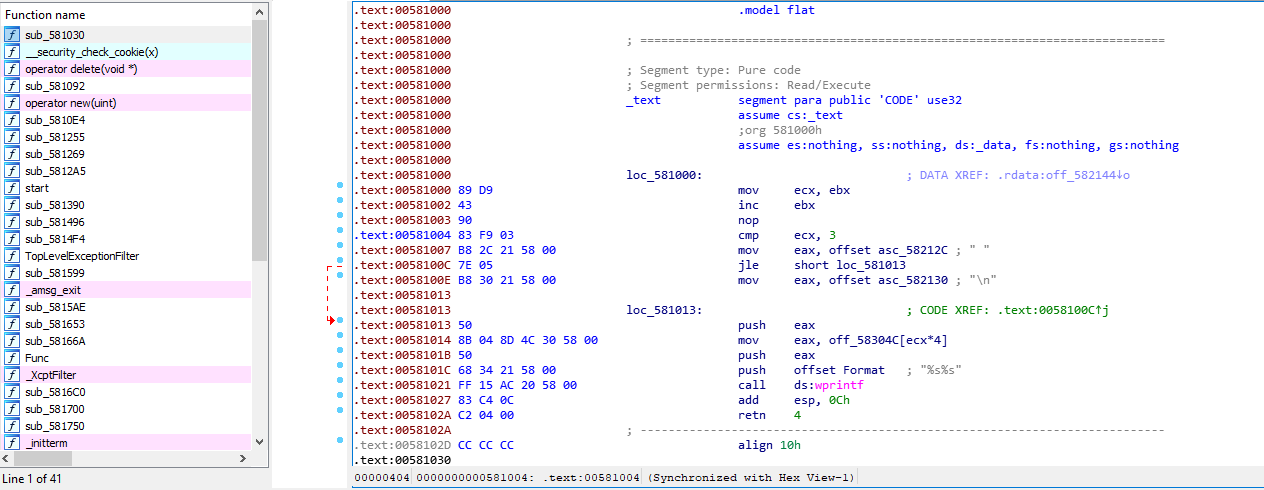 Function name
sub_581030
__security_check_cookie(x)
operator delete(void *)
sub_581092
operator new(uint)
sub_5810E4
sub_581255
sub_581269
sub_5812A5
start
sub_581390
sub_581496
sub_5814F4
TopLevelExceptionFilter
sub_581599
_amsg_exit
sub_5815AE
sub_581653
sub_58166A
Func
_XcptFilter
sub_5816C0
sub_581700
sub_581750
_initterm
Line 1 of 41
.text:00581000 .model flat
.text:00581000
.text:00581000 ; ===========================================================================
.text:00581000
.text:00581000 ; Segment type: Pure code
.text:00581000 ; Segment permissions: Read/Execute
.text:00581000 _text segment para public 'CODE' use32
.text:00581000 assume cs:_text
.text:00581000 ;org 581000h
.text:00581000 assume es:nothing, ss:nothing, ds:_data, fs:nothing, gs:nothing
.text:00581000
.text:00581000 loc_581000: ; DATA XREF: .rdata:off_582144↓o
.text:00581000 89 D9 mov ecx, ebx
.text:00581002 43 inc ebx
.text:00581003 90 nop
.text:00581004 83 F9 03 cmp ecx, 3
.text:00581007 B8 2C 21 58 00 mov eax, offset asc_58212C ; " "
.text:0058100C 7E 05 jle short loc_581013
.text:0058100E B8 30 21 58 00 mov eax, offset asc_582130 ; "\n"
.text:00581013
.text:00581013 loc_581013: ; CODE XREF: .text:0058100C↑j
.text:00581013 50 push eax
.text:00581014 8B 04 8D 4C 30 58 00 mov eax, off_58304C[ecx*4]
.text:0058101B 50 push eax
.text:0058101C 68 34 21 58 00 push offset Format ; "%s%s"
.text:00581021 FF 15 AC 20 58 00 call ds:wprintf
.text:00581027 83 C4 0C add esp, 0Ch
.text:0058102A C2 04 00 retn 4
.text:0058102A ; ---------------------------------------------------------------------------
.text:0058102D CC CC CC align 10h
.text:00581030
00000404 0000000000581004: .text:00581004 (Synchronized with Hex View-1)